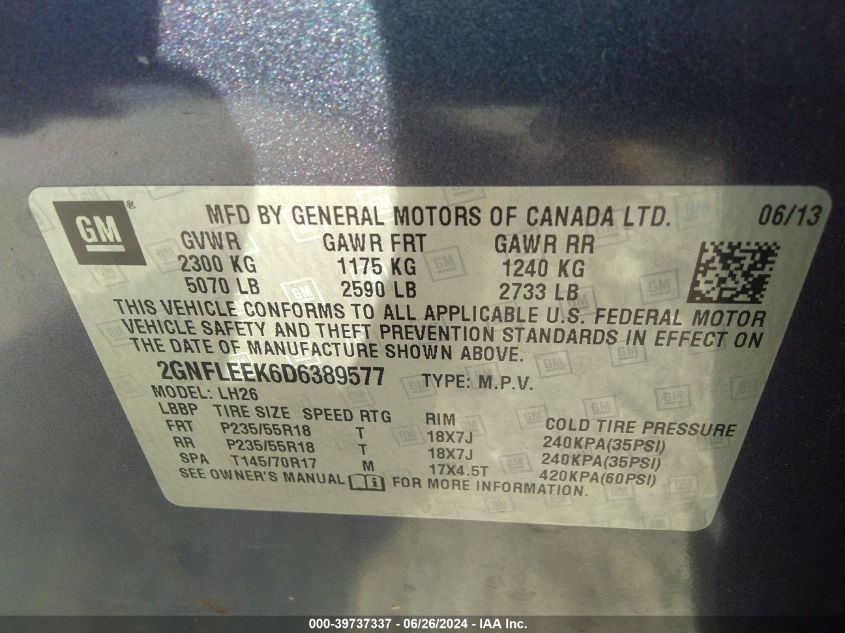 GM ® MFD BY GENERAL MOTORS OF CANADA LTD. 06/13
GVWR GAWR FRT GAWR RR
2300 KG 1175 KG 1240 KG
5070 LB 2590 LB 2733 LB
THIS VEHICLE CONFORMS TO ALL APPLICABLE U.S. FEDERAL MOTOR
VEHICLE SAFETY AND THEFT PREVENTION STANDARDS IN EFFECT ON
THE DATE OF MANUFACTURE SHOWN ABOVE.
2GNFLEEK6D6389577 TYPE: M.P.V.
MODEL: LH26
LBBP TIRE SIZE SPEED RTG RIM COLD TIRE PRESSURE
FRT P235/55R18 T 18X7J 240KPA(35PSI)
RR P235/55R18 T 18X7J 240KPA(35PSI)
SPA T145/70R17 M 17X4.5T 420KPA(60PSI)
SEE OWNER'S MANUAL FOR MORE INFORMATION.
000-39737337 - 06/26/2024 - IAA Inc.